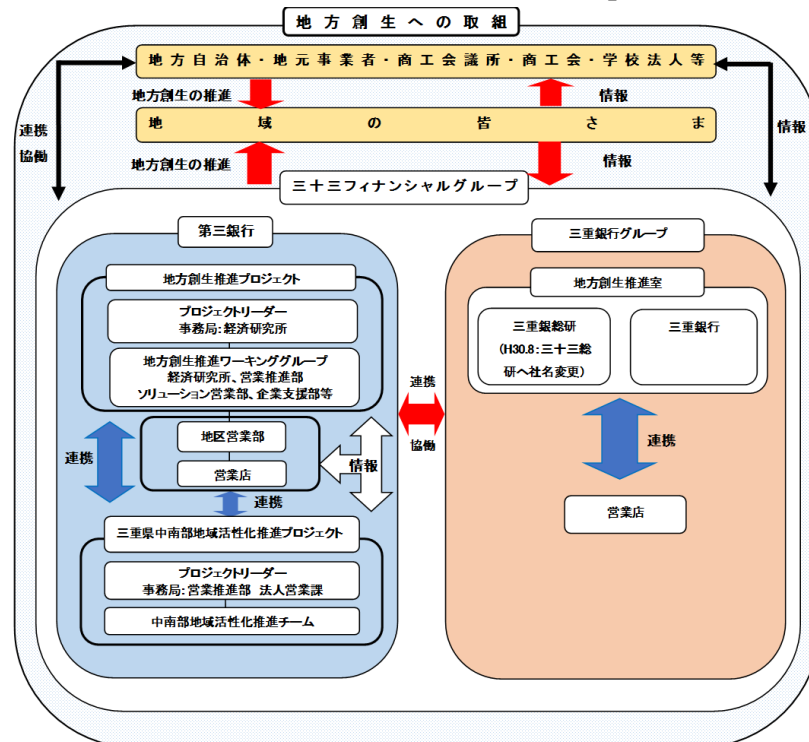 地方創生への取組
地方自治体・地元事業者・商工会議所・商工会・学校法人等
地方創生の推進
情報
地域の皆さま
連携
協働
情報
地方創生の推進
情報
三十三フィナンシャルグループ
第三銀行
地方創生推進プロジェクト
プロジェクトリーダー
事務局:経済研究所
地方創生推進ワーキンググループ
経済研究所、営業推進部
ソリューション営業部、企業支援部等
地区営業部
営業店
連携
情報
連携
三重県中南部地域活性化推進プロジェクト
プロジェクトリーダー
事務局:営業推進部 法人営業課
中南部地域活性化推進チーム
連携
協働
三重銀行グループ
地方創生推進室
三重銀総研
(H30.8:三十三総
研へ社名変更)
三重銀行
連携
営業店